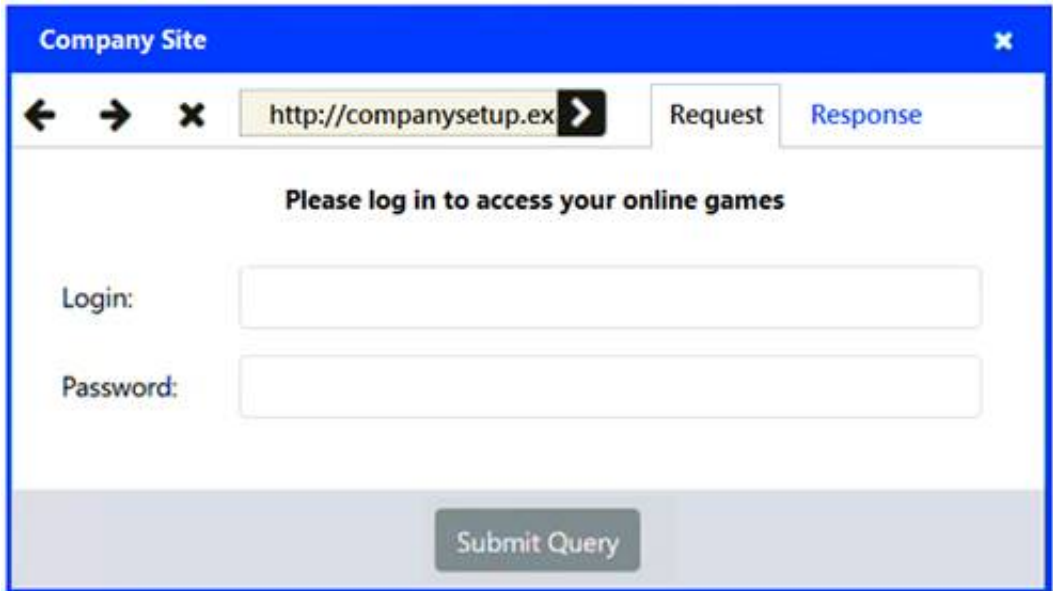 Company Site
http://companysetup.ex Request Response
Please log in to access your online games
Login:
Password:
Submit Query